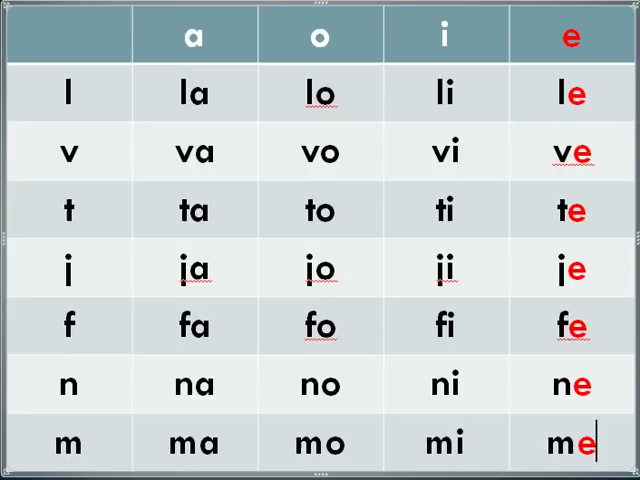 a o i e
l la lo li le
v va vo vi ve
t ta to ti te
j ja jo ji je
f fa fo fi fe
n na no ni ne
m ma mo mi me